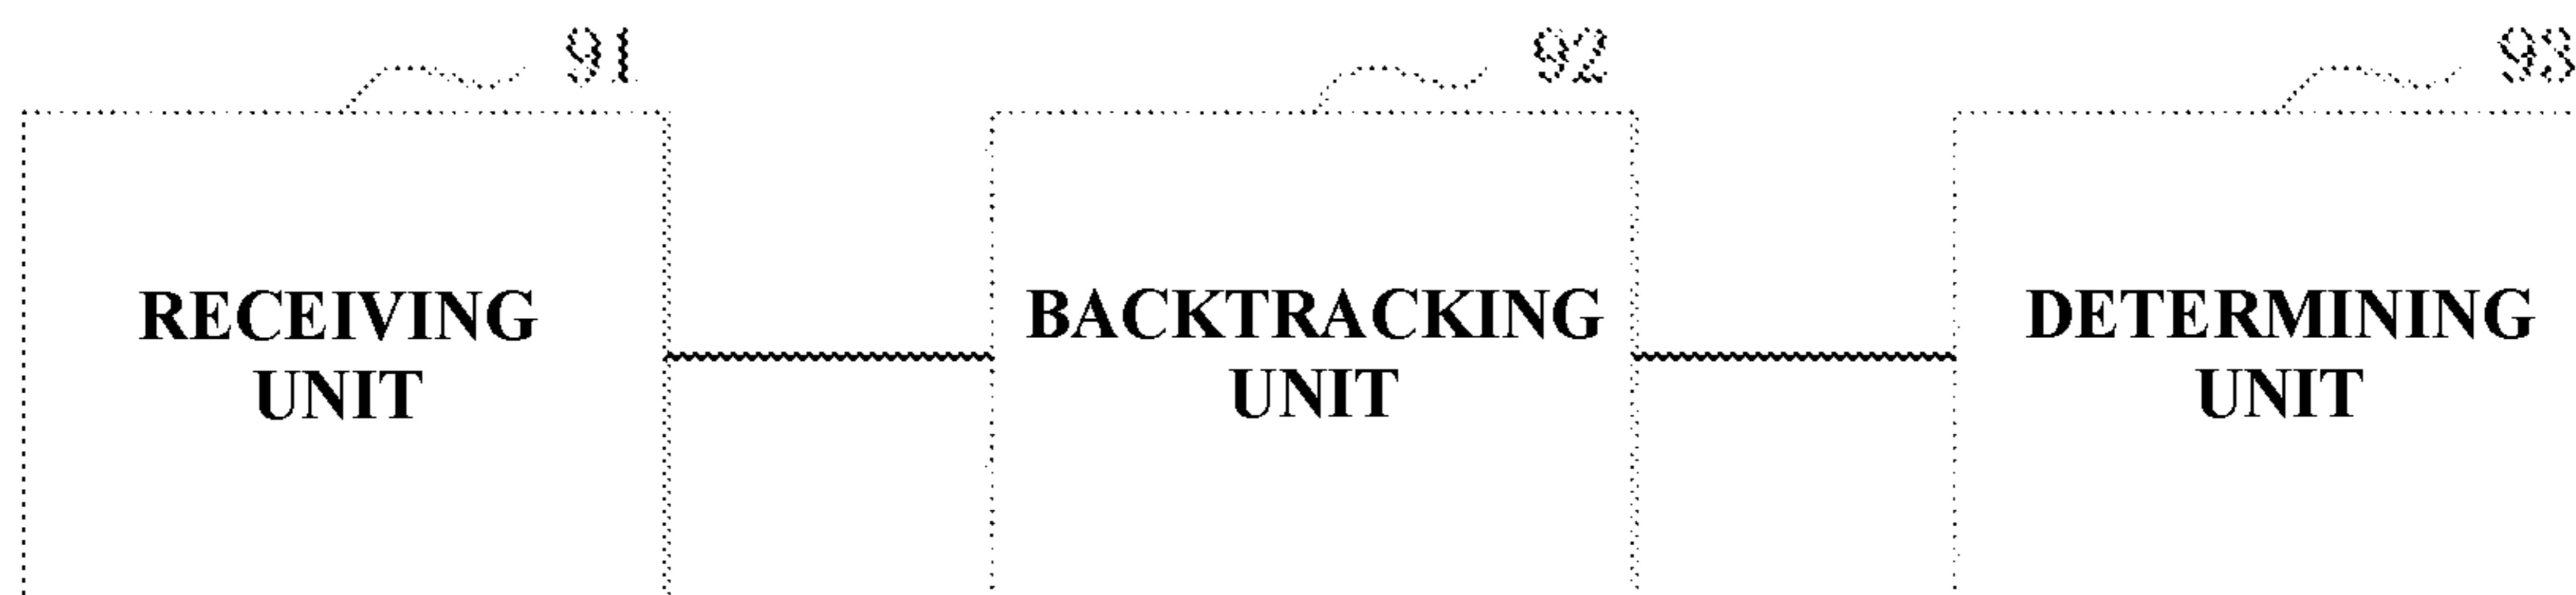 91
92
93
RECEIVING
UNIT
BACKTRACKING
UNIT
DETERMINING
UNIT